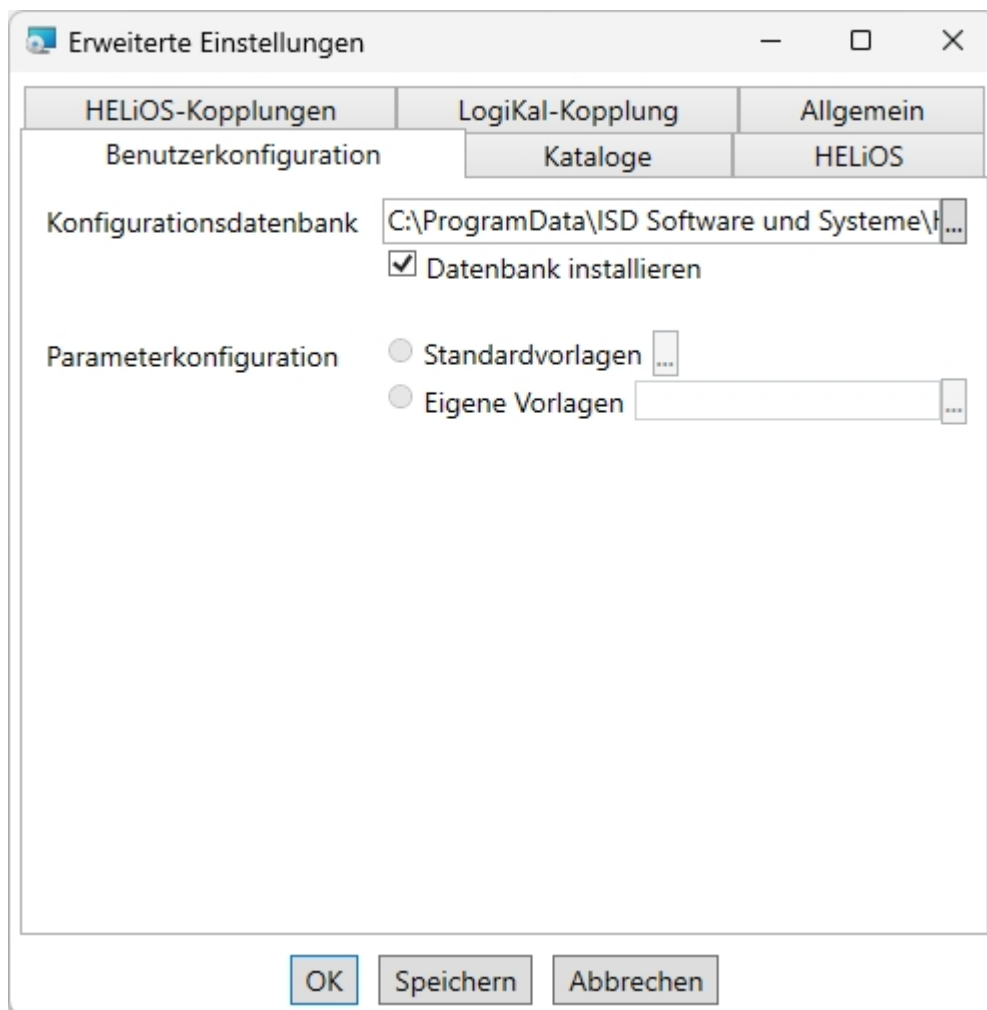 Erweiterte Einstellungen
HELiOS-Kopplungen LogiKal-Kopplung Allgemein
Benutzerkonfiguration Kataloge HELiOS
Konfigurationsdatenbank C:\ProgramData\ISD Software und Systeme\ ...
Datenbank installieren
Parameterkonfiguration Standardvorlagen ...
Eigene Vorlagen ...
OK Speichern Abbrechen